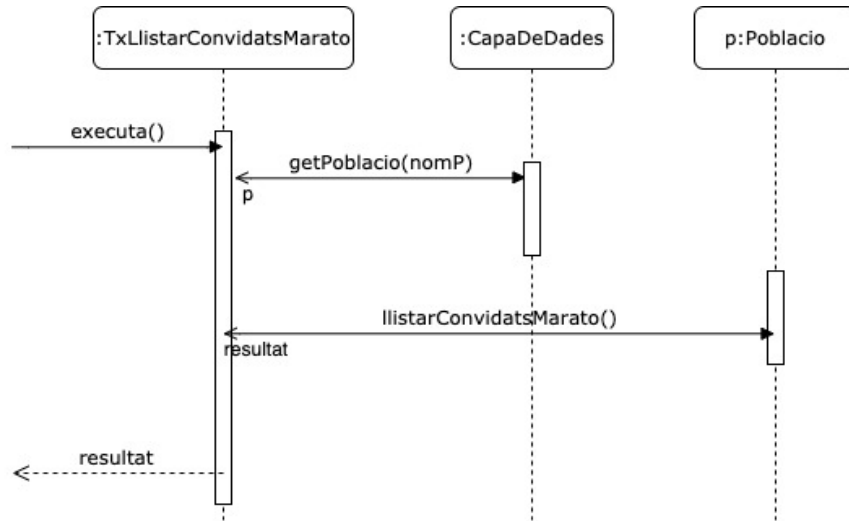 :TxLlistarConvidatsMarato
:CapaDeDades
p:Poblacio
executa()
getPoblacio(nomP)
p
llistarConvidatsMarato()
resultat
resultat